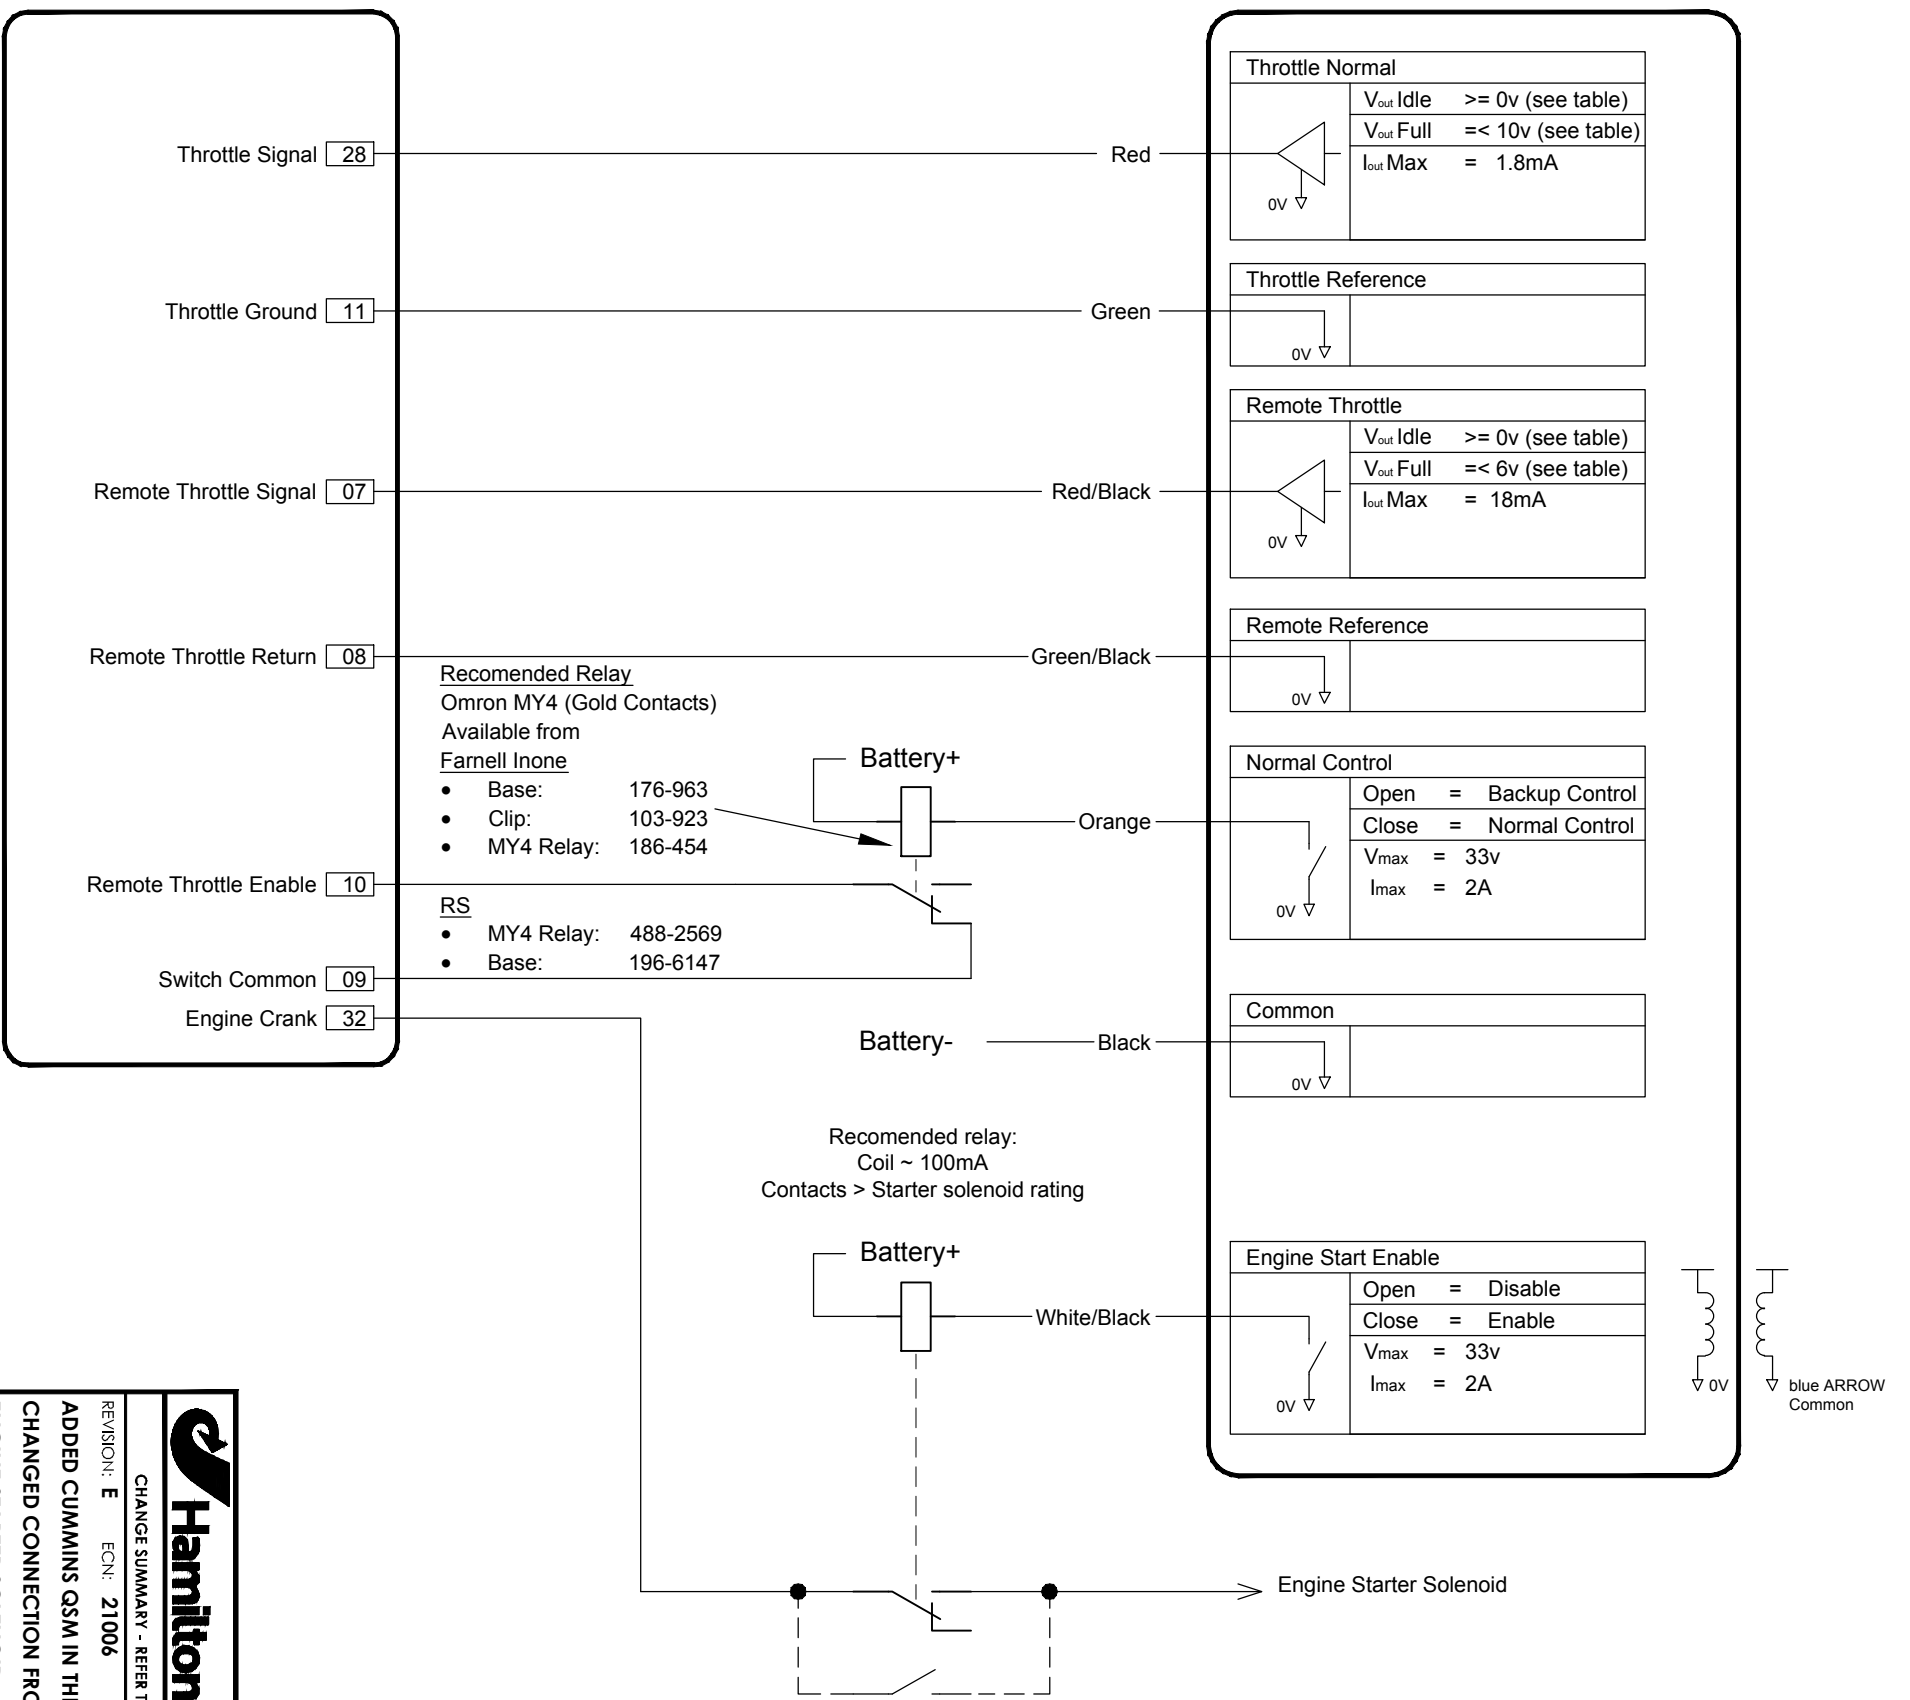 Throttle Signal 28
Throttle Ground 11
Remote Throttle Signal 07
Remote Throttle Return 08
Remote Throttle Enable 10
Switch Common 09
Engine Crank 32
Recomended Relay
Omron MY4 (Gold Contacts)
Available from
Farnell Inone
• Base: 176-963
• Clip: 103-923
• MY4 Relay: 186-454
RS
• MY4 Relay: 488-2569
• Base: 196-6147
Red
Green
Red/Black
Green/Black
Battery+
Orange
Battery-
Black
Recomended relay:
Coil ~ 100mA
Contacts > Starter solenoid rating
Battery+
White/Black
Engine Starter Solenoid
Throttle Normal
Vout Idle >= 0v (see table)
Vout Full =< 10v (see table)
Iout Max = 1.8mA
0V
Throttle Reference
0V
Remote Throttle
Vout Idle >= 0v (see table)
Vout Full =< 6v (see table)
Iout Max = 18mA
0V
Remote Reference
0V
Normal Control
Open = Backup Control
Close = Normal Control
Vmax = 33v
Imax = 2A
0V
Common
0V
Engine Start Enable
Open = Disable
Close = Enable
Vmax = 33v
Imax = 2A
0V
0V
blue ARROW
Common
Hamilton
CHANGE SUMMARY - REFER T
REVISION: E ECN: 21006
ADDED CUMMINS QSM IN THE
CHANGED CONNECTION FRO